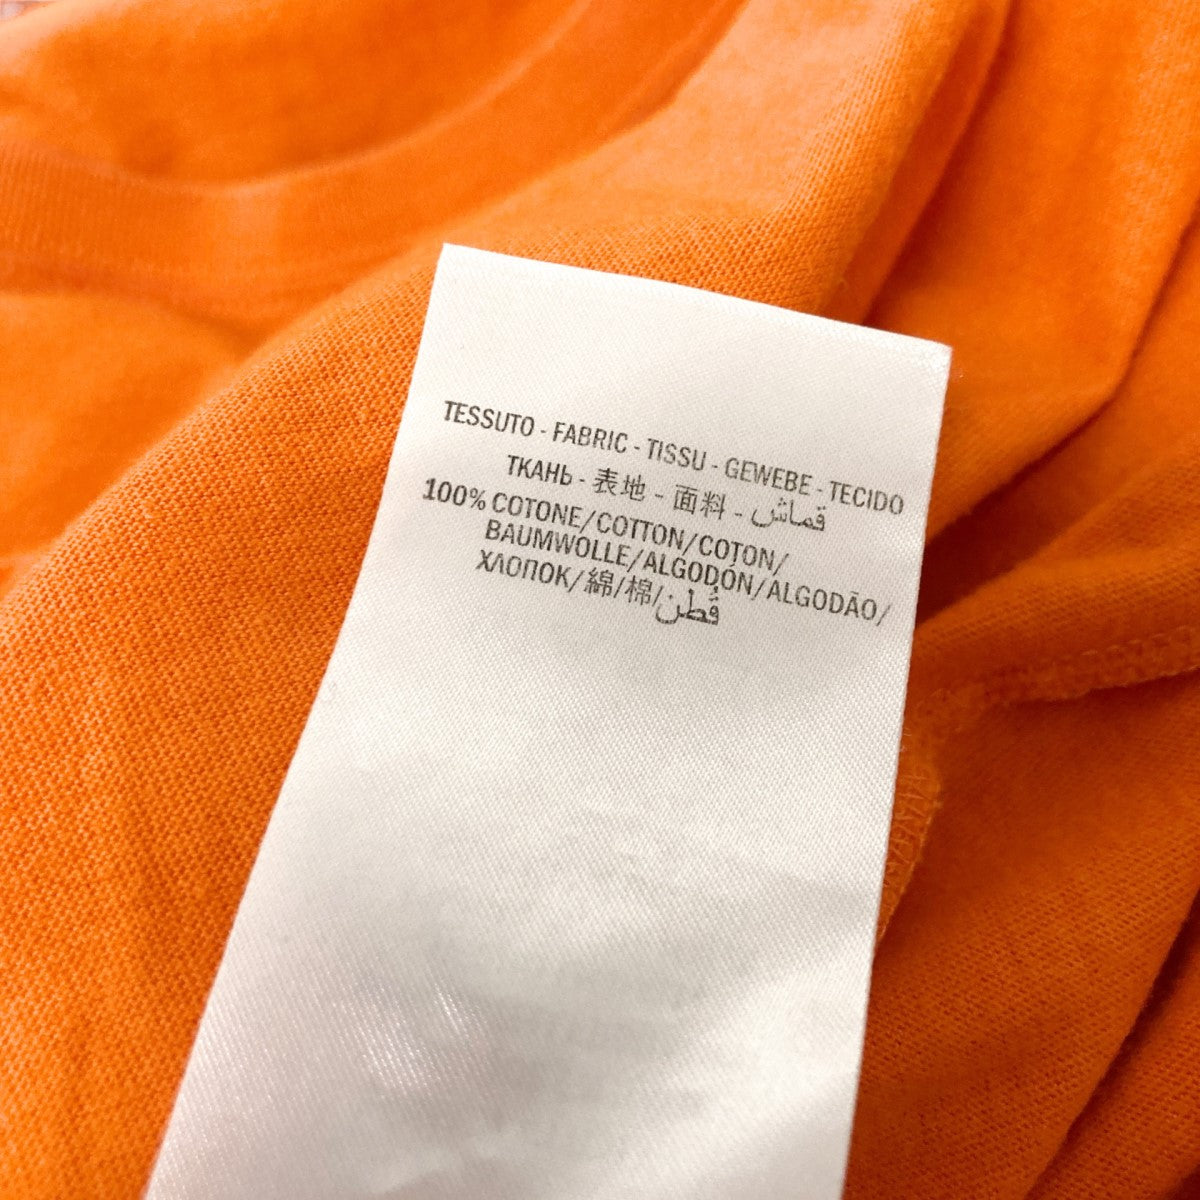 TESSUTO - FABRIC - TISSU - GEWEBE - TECIDO
ТКАНЬ - 表地 - 面料 - قماش
100% COTONE/COTTON/COTON/
BAUMWOLLE/ALGODÓN/ALGODÃO/
ХЛОПОК/綿/棉/قُطن